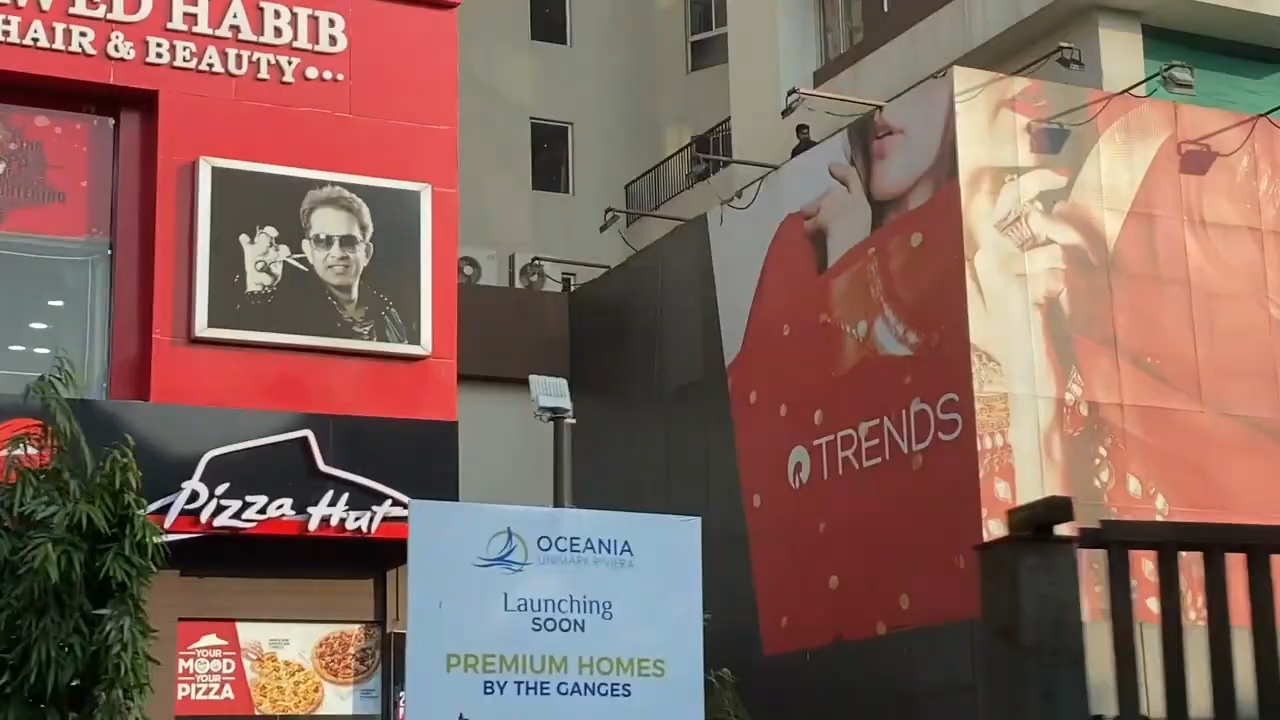 WED HABIB
HAIR & BEAUTY...
Pizza Hut
YOUR
MOOD
YOUR
PIZZA
OCEANIA
UNIMARK RIVIERA
Launching
SOON
PREMIUM HOMES
BY THE GANGES
TRENDS